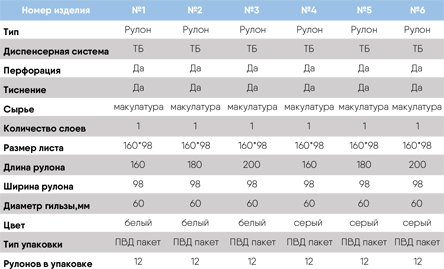 Номер изделия №1 №2 №3 №4 №5 №6
Тип Рулон Рулон Рулон Рулон Рулон Рулон
Диспенсерная система ТБ ТБ ТБ ТБ ТБ ТБ
Перфорация Да Да Да Да Да Да
Тиснение Да Да Да Да Да Да
Сырье макулатура макулатура макулатура макулатура макулатура макулатура
Количество слоев 1 1 1 1 1 1
Размер листа 160*98 160*98 160*98 160*98 160*98 160*98
Длина рулона 160 180 200 160 180 200
Ширина рулона 98 98 98 98 98 98
Диаметр гильзы,мм 60 60 60 60 60 60
Цвет белый белый белый серый серый серый
Тип упаковки ПВД пакет ПВД пакет ПВД пакет ПВД пакет ПВД пакет ПВД пакет
Рулонов в упаковке 12 12 12 12 12 12